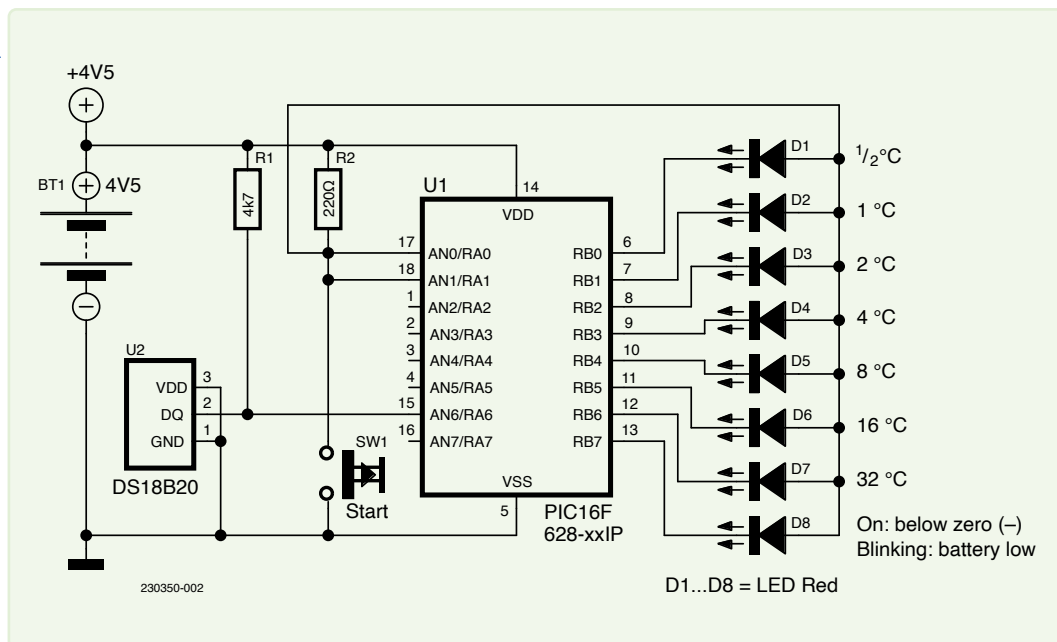 +4V5
BT1
4V5
R1
4k7
R2
220Ω
U1
14
VDD
17 AN0/RA0
18 AN1/RA1
1 AN2/RA2
2 AN3/RA3
3 AN4/RA4
4 AN5/RA5
15 AN6/RA6
16 AN7/RA7
RB0 6
RB1 7
RB2 8
RB3 9
RB4 10
RB5 11
RB6 12
RB7 13
VSS
5
PIC16F
628-xxIP
U2
VDD 3
DQ 2
GND 1
DS18B20
SW1
Start
D1 1/2°C
D2 1 °C
D3 2 °C
D4 4 °C
D5 8 °C
D6 16 °C
D7 32 °C
D8 On: below zero (–)
Blinking: battery low
D1...D8 = LED Red
230350-002